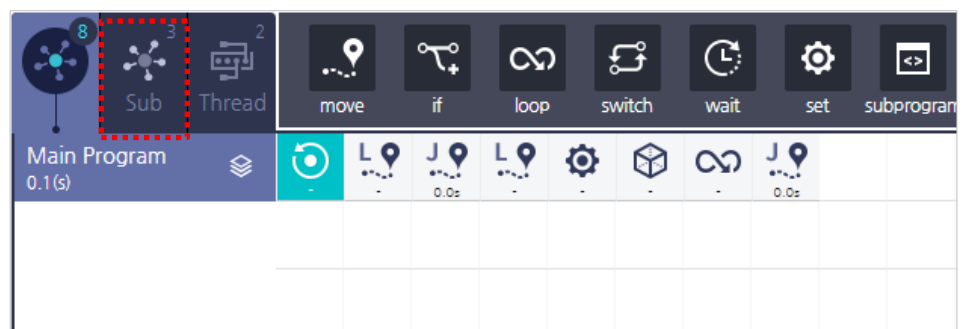 8
3
2
Sub
Thread
move
if
loop
switch
wait
set
subprogram
Main Program
0.1(s)
L
J
L
J
-
-
0.0s
-
-
-
-
0.0s